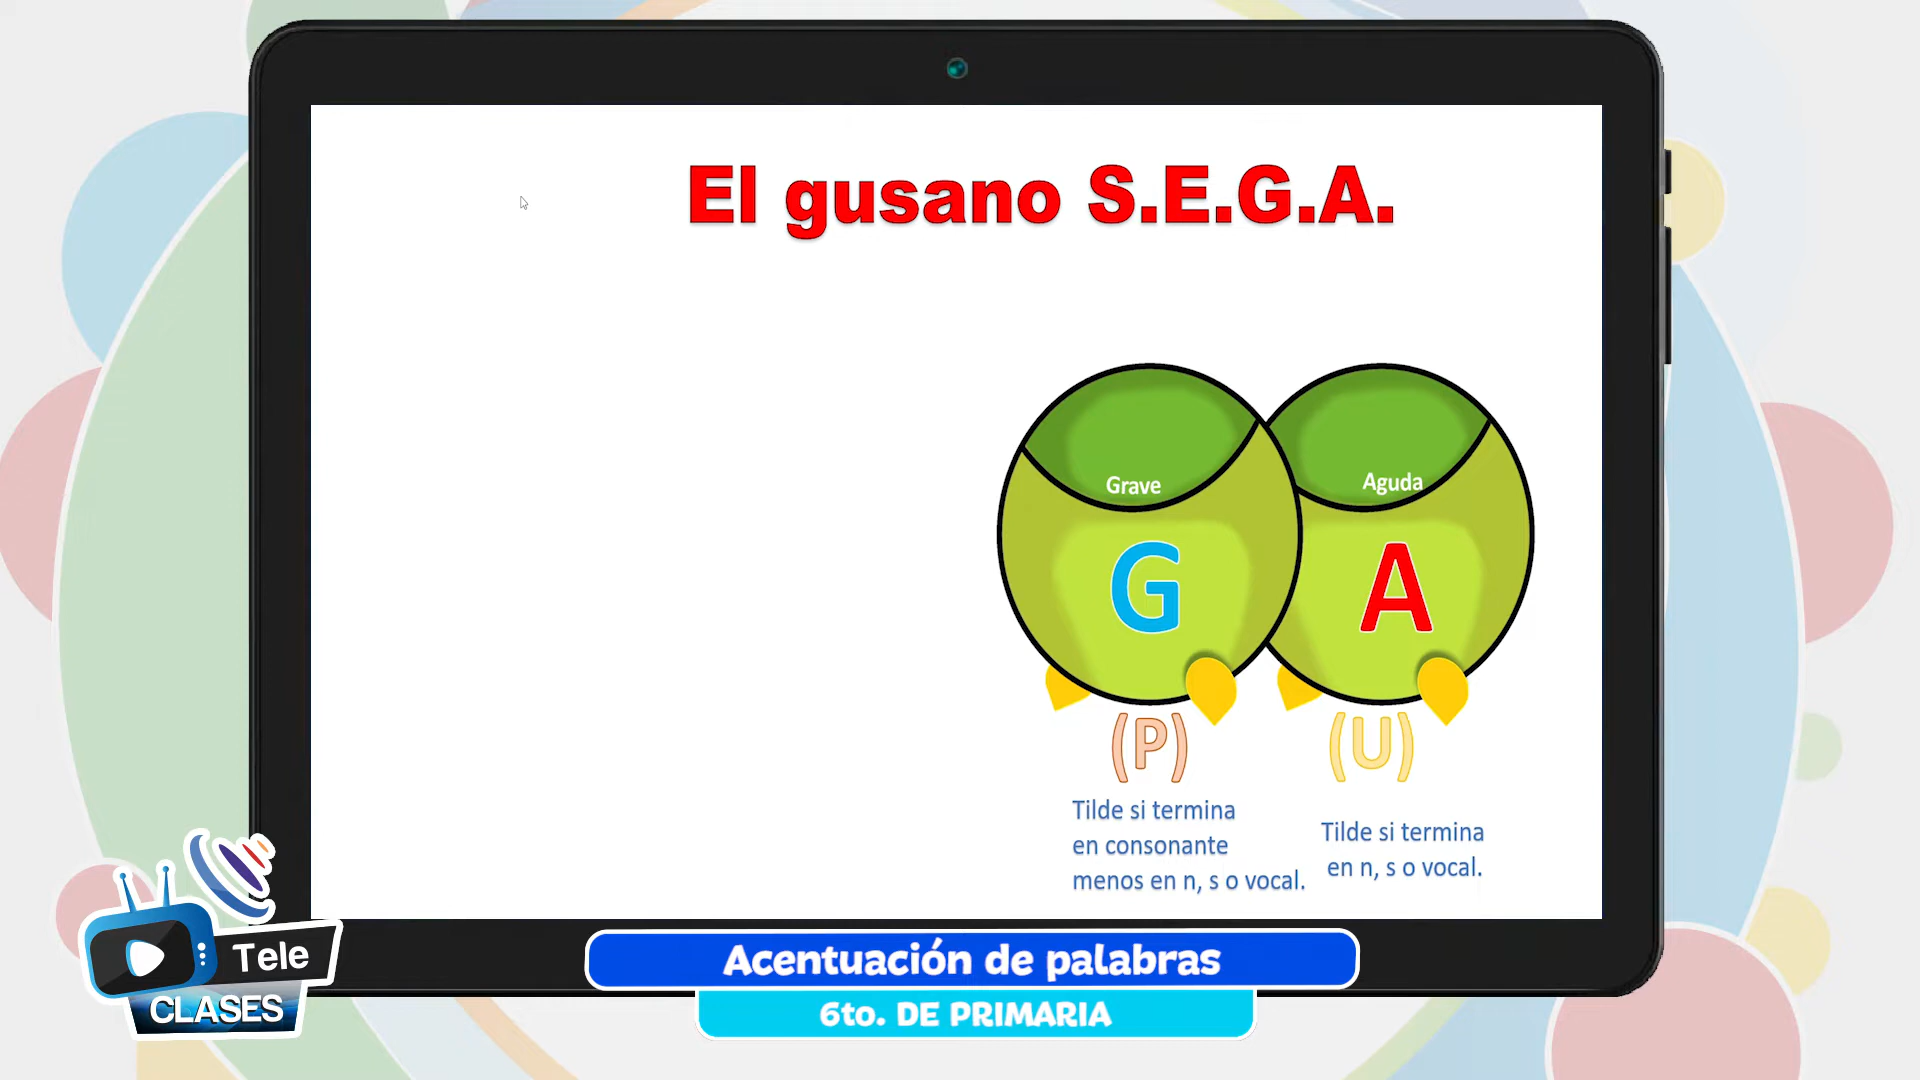 El gusano S.E.G.A.
Grave
Aguda
G
A
(P)
(U)
Tilde si termina
en consonante
menos en n, s o vocal.
Tilde si termina
en n, s o vocal.
Tele
CLASES
Acentuación de palabras
6to. DE PRIMARIA